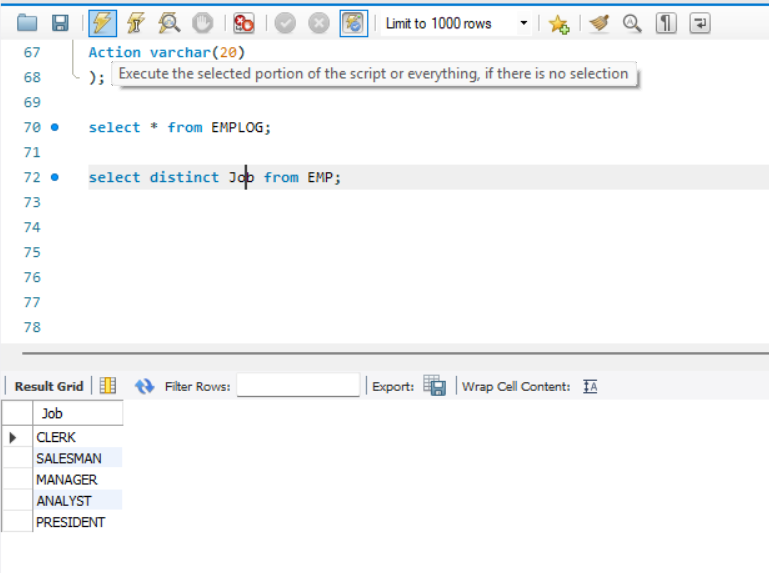 Limit to 1000 rows
67 Action varchar(20)
68 );
Execute the selected portion of the script or everything, if there is no selection
69
70 select * from EMPLOG;
71
72 select distinct Job from EMP;
73
74
75
76
77
78
Result Grid Filter Rows: Export: Wrap Cell Content:
Job
CLERK
SALESMAN
MANAGER
ANALYST
PRESIDENT